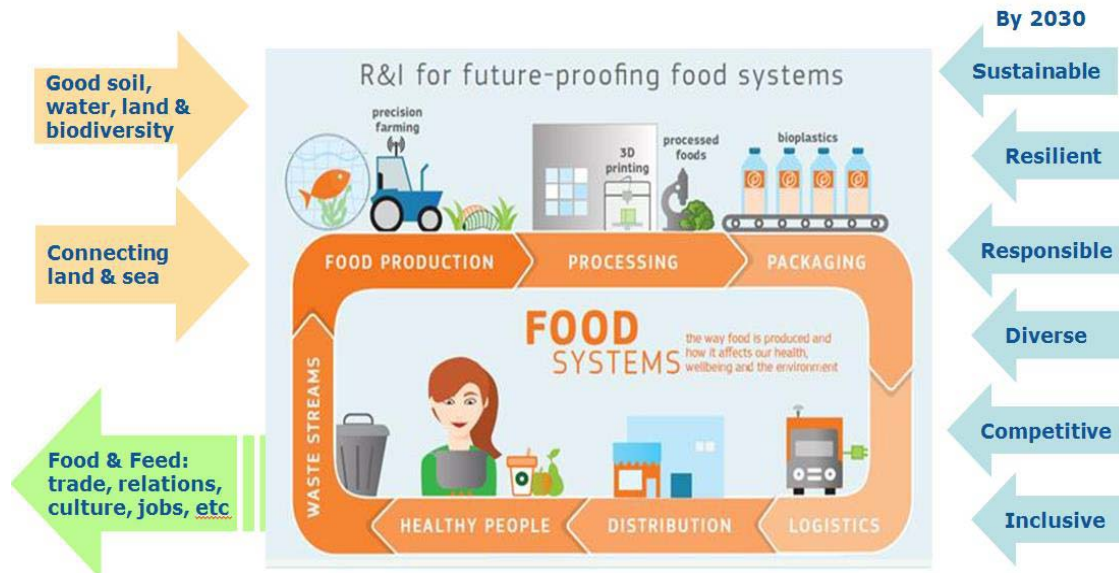 By 2030
Good soil,
water, land &
biodiversity
Connecting
land & sea
Food & Feed:
trade, relations,
culture, jobs, etc
R&I for future-proofing food systems
precision
farming
3D
printing
processed
foods
bioplastics
FOOD PRODUCTION
PROCESSING
PACKAGING
FOOD
SYSTEMS
the way food is produced and
how it affects our health,
wellbeing and the environment
WASTE STREAMS
HEALTHY PEOPLE
DISTRIBUTION
LOGISTICS
Sustainable
Resilient
Responsible
Diverse
Competitive
Inclusive